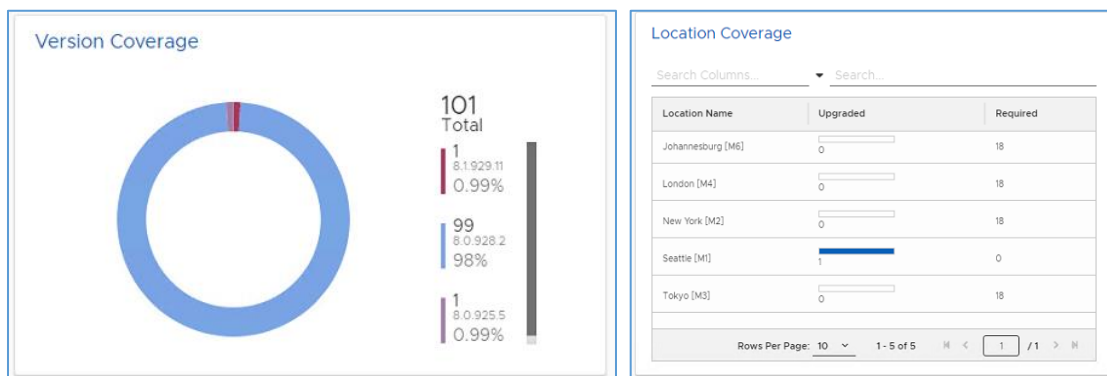 Version Coverage
101
Total
1
8.1.929.11
0.99%
99
8.0.928.2
98%
1
8.0.925.5
0.99%
Location Coverage
Search Columns... Search...
Location Name Upgraded Required
Johannesburg [M6] 0 18
London [M4] 0 18
New York [M2] 0 18
Seattle [M1] 1 0
Tokyo [M3] 0 18
Rows Per Page: 10 1 - 5 of 5 1 / 1